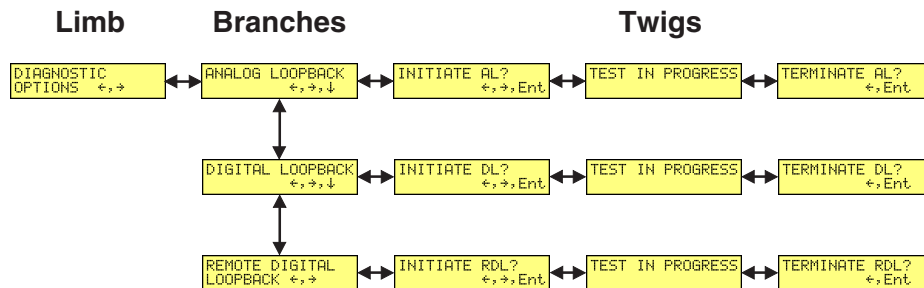 Limb Branches Twigs
DIAGNOSTIC
OPTIONS ←,→
ANALOG LOOPBACK
←,→,↓
INITIATE AL?
←,→,Ent
TEST IN PROGRESS
TERMINATE AL?
←,Ent
DIGITAL LOOPBACK
←,→,↓
INITIATE DL?
←,→,Ent
TEST IN PROGRESS
TERMINATE DL?
←,Ent
REMOTE DIGITAL
LOOPBACK ←,→
INITIATE RDL?
←,→,Ent
TEST IN PROGRESS
TERMINATE RDL?
←,Ent